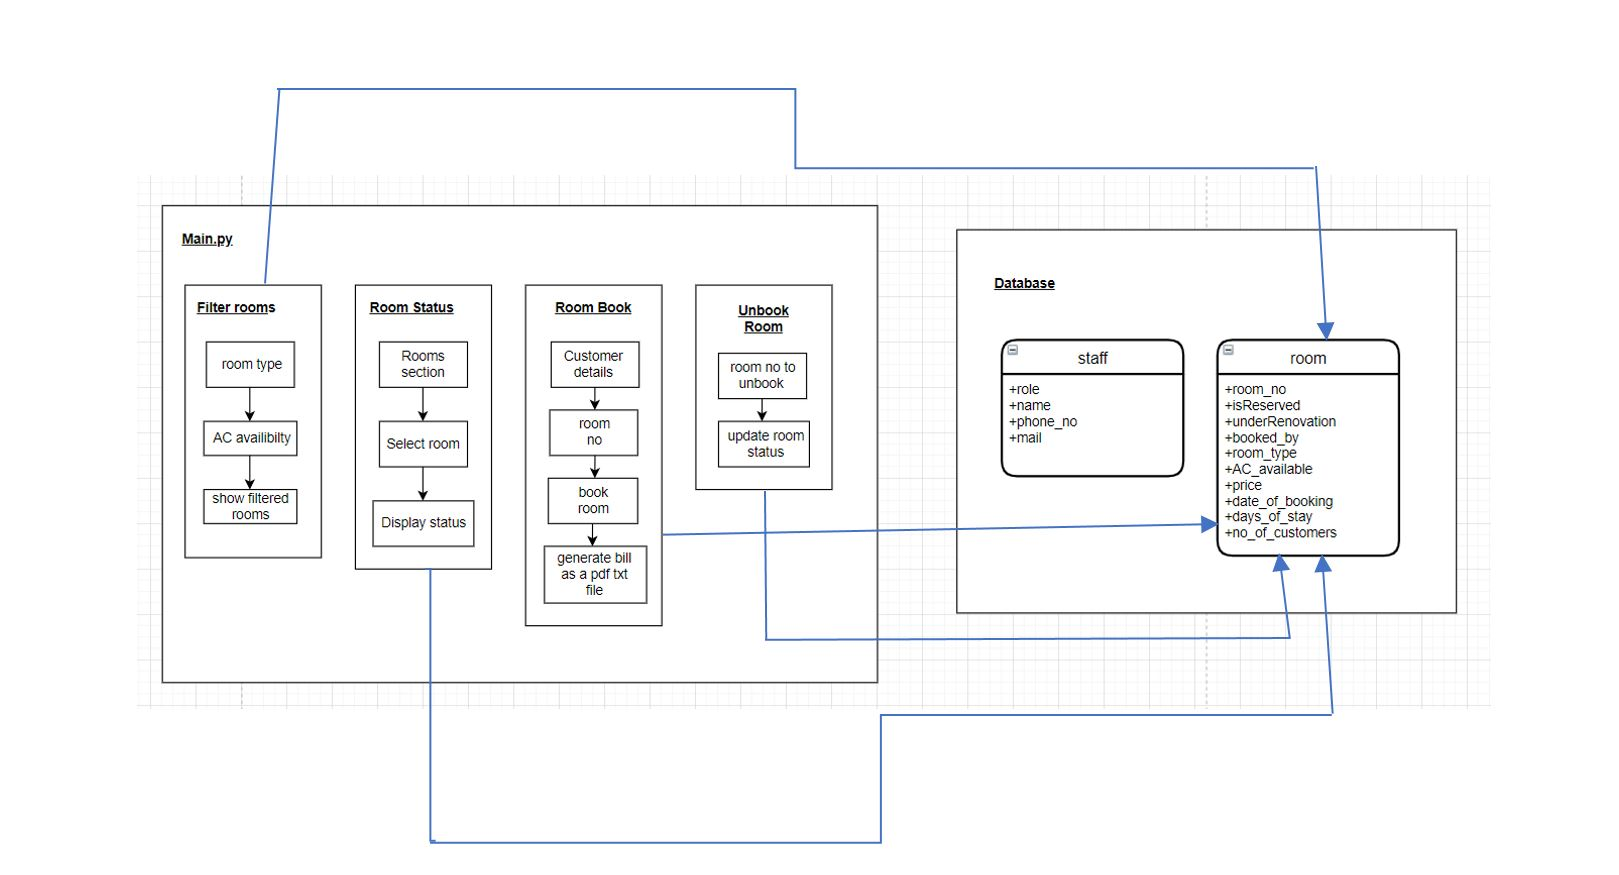 Main.py
Filter rooms
room type
AC availibilty
show filtered
rooms
Room Status
Rooms
section
Select room
Display status
Room Book
Customer
details
room
no
book
room
generate bill
as a pdf txt
file
Unbook
Room
room no to
unbook
update room
status
Database
staff
+role
+name
+phone_no
+mail
room
+room_no
+isReserved
+underRenovation
+booked_by
+room_type
+AC_available
+price
+date_of_booking
+days_of_stay
+no_of_customers